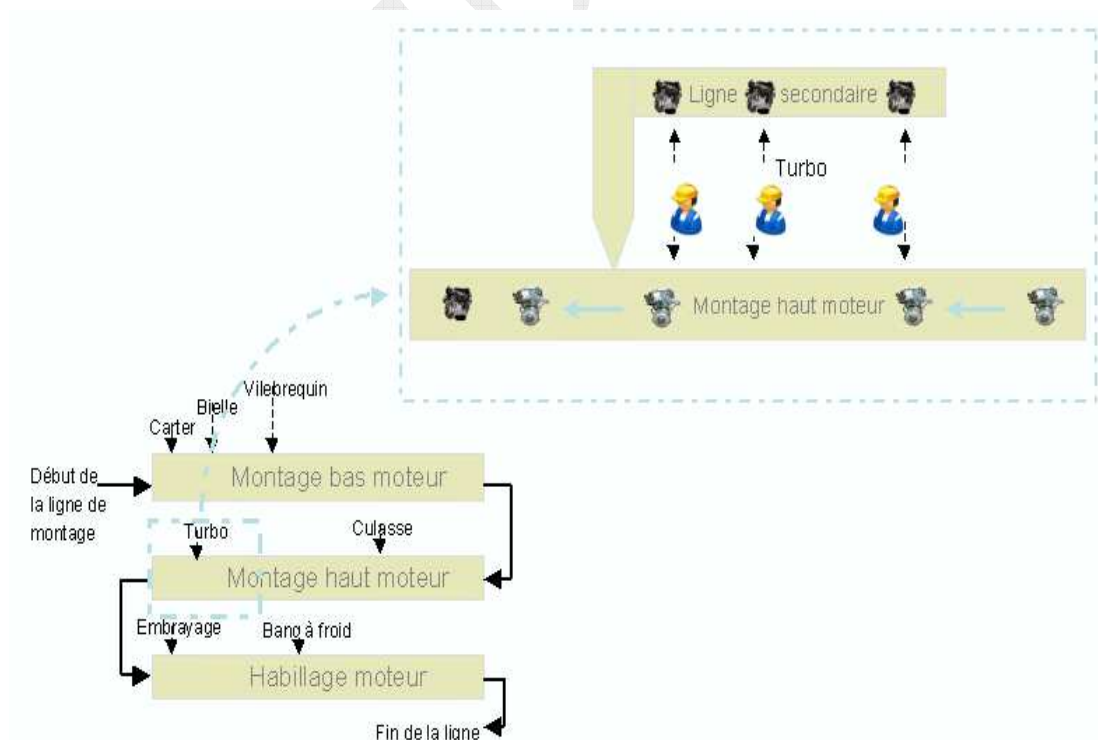 Ligne secondaire
Turbo
Montage haut moteur
Vilebrequin
Bielle
Carter
Début de
la ligne de
montage
Montage bas moteur
Turbo
Culasse
Montage haut moteur
Embrayage
Banc à froid
Habillage moteur
Fin de la ligne